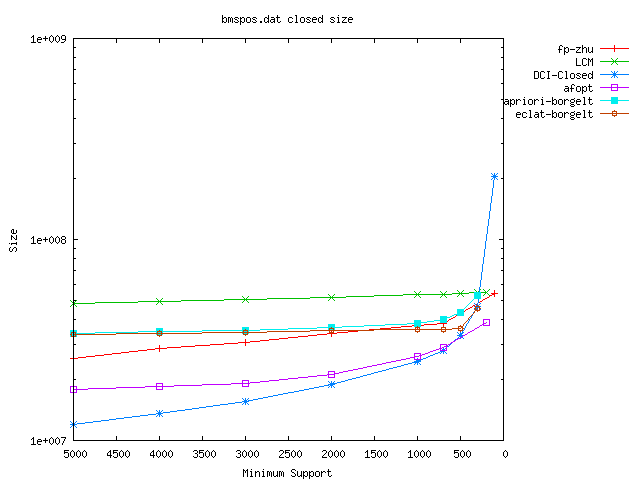 bmspos.dat closed size
1e+009
fp-zhu
LCM
DCI-Closed
afopt
apriori-borgelt
eclat-borgelt
1e+008
Size
1e+007
5000 4500 4000 3500 3000 2500 2000 1500 1000 500 0
Minimum Support